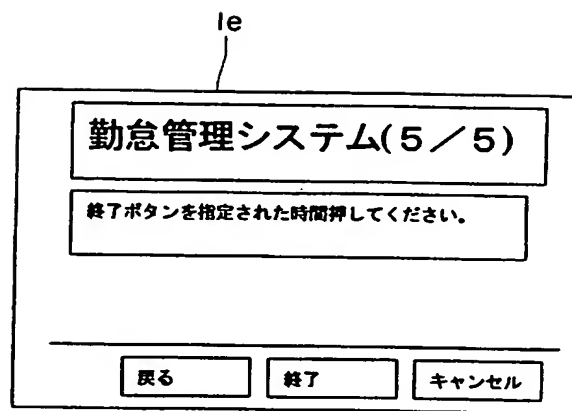 1e
勤怠管理システム(5/5)
終了ボタンを指定された時間押してください。
戻る 終了 キャンセル